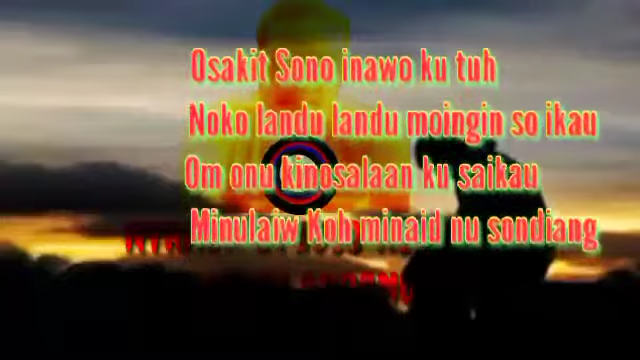 Osakit Sono inawo ku tuh
Noko landu landu moingin so ikau
Om onu kinosalaan ku saikau
Minulaiw Koh minaid nu sondiang